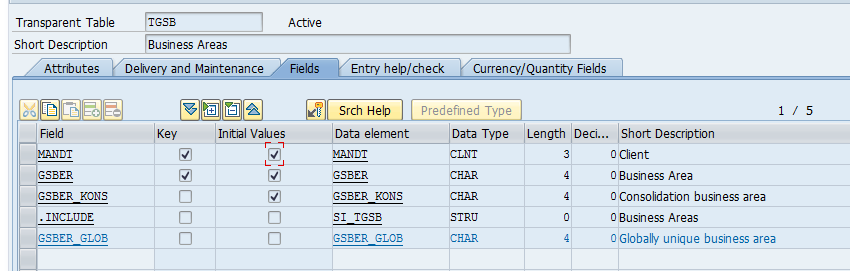 Transparent Table TGSB Active
Short Description Business Areas
Attributes Delivery and Maintenance Fields Entry help/check Currency/Quantity Fields
Srch Help Predefined Type 1 / 5
Field Key Initial Values Data element Data Type Length Deci... Short Description
MANDT MANDT CLNT 3 0 Client
GSBER GSBER CHAR 4 0 Business Area
GSBER_KONS GSBER_KONS CHAR 4 0 Consolidation business area
.INCLUDE SI_TGSB STRU 0 0 Business Areas
GSBER_GLOB GSBER_GLOB CHAR 4 0 Globally unique business area